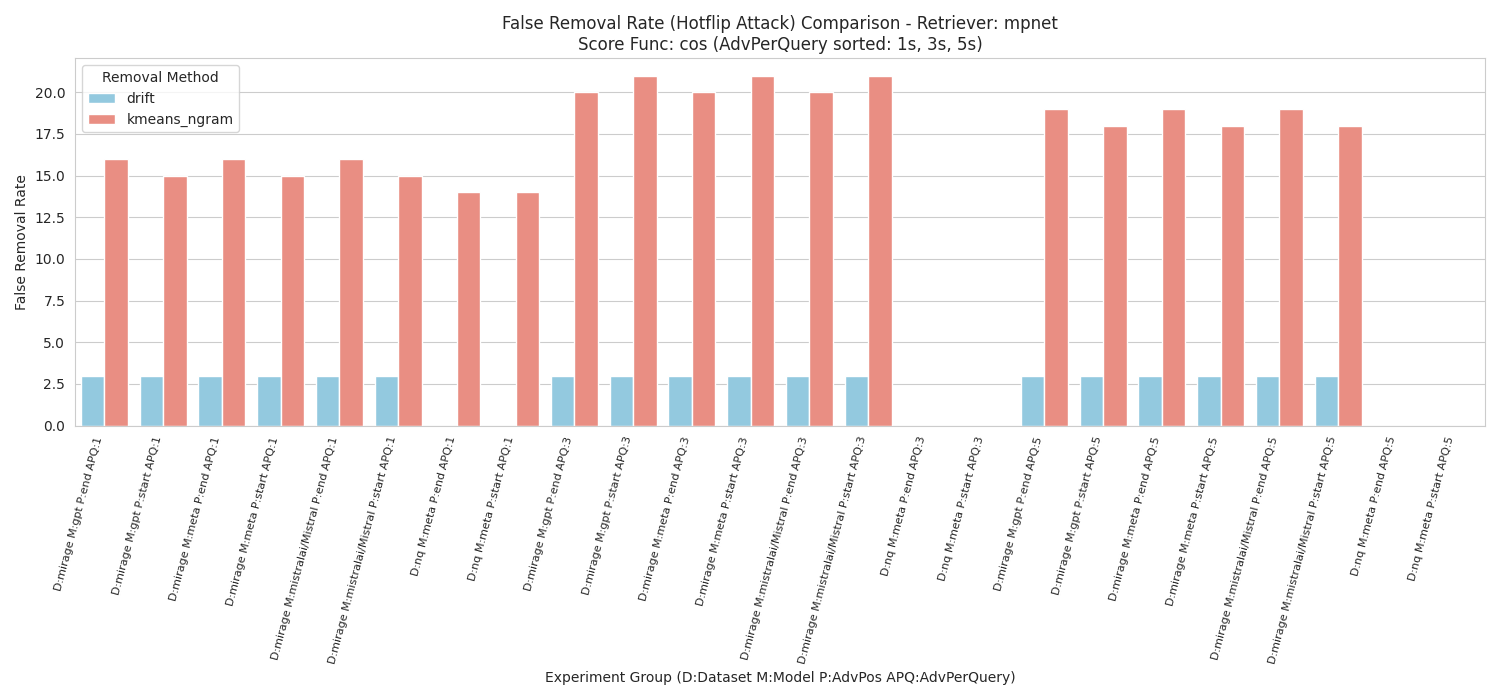 False Removal Rate (Hotflip Attack) Comparison - Retriever: mpnet
Score Func: cos (AdvPerQuery sorted: 1s, 3s, 5s)
Removal Method
drift
kmeans_ngram
False Removal Rate
20.0
17.5
15.0
12.5
10.0
7.5
5.0
2.5
0.0
D:mirage M:gpt P:end APQ:1
D:mirage M:gpt P:start APQ:1
D:mirage M:meta P:end APQ:1
D:mirage M:meta P:start APQ:1
D:mirage M:mistralai/Mistral P:end APQ:1
D:mirage M:mistralai/Mistral P:start APQ:1
D:nq M:meta P:end APQ:1
D:nq M:meta P:start APQ:1
D:mirage M:gpt P:end APQ:3
D:mirage M:gpt P:start APQ:3
D:mirage M:meta P:end APQ:3
D:mirage M:meta P:start APQ:3
D:mirage M:mistralai/Mistral P:end APQ:3
D:mirage M:mistralai/Mistral P:start APQ:3
D:nq M:meta P:end APQ:3
D:nq M:meta P:start APQ:3
D:mirage M:gpt P:end APQ:5
D:mirage M:gpt P:start APQ:5
D:mirage M:meta P:end APQ:5
D:mirage M:meta P:start APQ:5
D:mirage M:mistralai/Mistral P:end APQ:5
D:mirage M:mistralai/Mistral P:start APQ:5
D:nq M:meta P:end APQ:5
D:nq M:meta P:start APQ:5
Experiment Group (D:Dataset M:Model P:AdvPos APQ:AdvPerQuery)